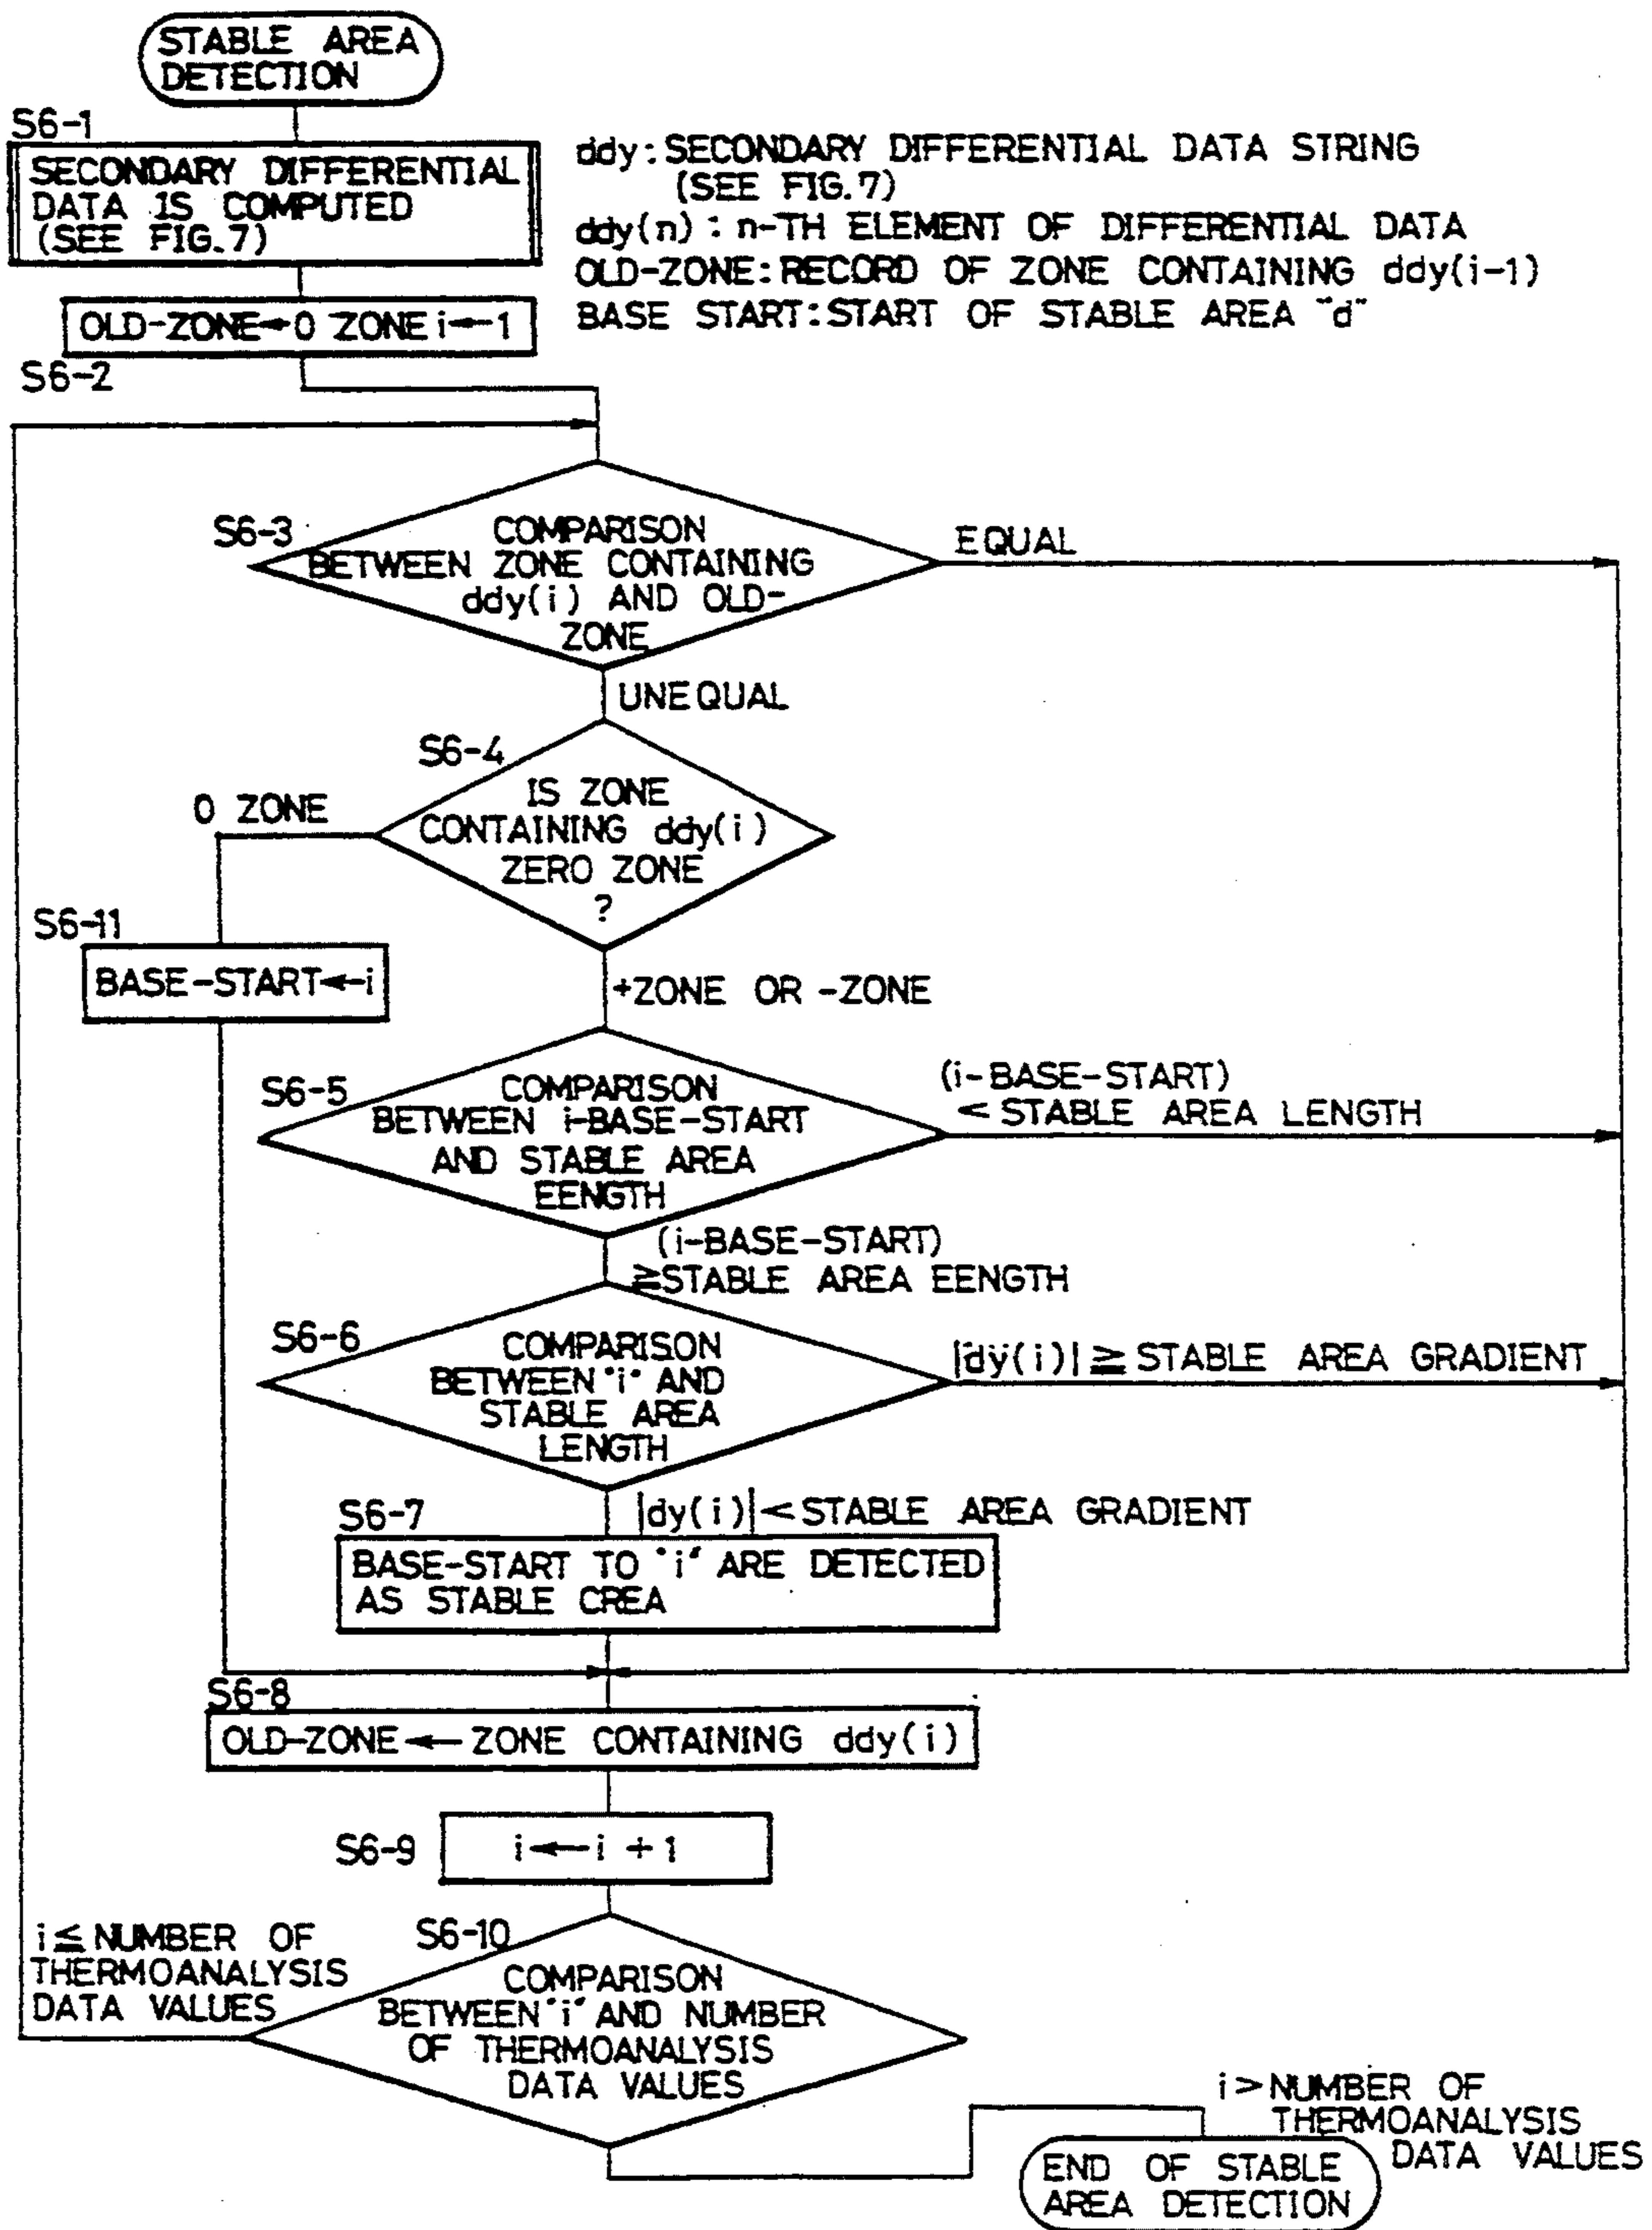 STABLE AREA
DETECTION
S6-1
SECONDARY DIFFERENTIAL
DATA IS COMPUTED
(SEE FIG.7)
ddy:SECONDARY DIFFERENTIAL DATA STRING
(SEE FIG.7)
ddy(n): n-TH ELEMENT OF DIFFERENTIAL DATA
OLD-ZONE:RECORD OF ZONE CONTAINING ddy(i-1)
BASE START:START OF STABLE AREA "d"
OLD-ZONE←0 ZONE i←1
S6-2
S6-3
COMPARISON
BETWEEN ZONE CONTAINING
ddy(i) AND OLD-
ZONE
EQUAL
UNEQUAL
S6-4
IS ZONE
CONTAINING ddy(i)
ZERO ZONE
?
0 ZONE
S6-11
BASE-START←i
+ZONE OR -ZONE
S6-5
COMPARISON
BETWEEN i-BASE-START
AND STABLE AREA
EENGTH
(i-BASE-START)
< STABLE AREA LENGTH
(i-BASE-START)
≧STABLE AREA EENGTH
S6-6
COMPARISON
BETWEEN "i" AND
STABLE AREA
LENGTH
|dy(i)| ≧ STABLE AREA GRADIENT
|dy(i)| < STABLE AREA GRADIENT
S6-7
BASE-START TO "i" ARE DETECTED
AS STABLE CREA
S6-8
OLD-ZONE ← ZONE CONTAINING ddy(i)
S6-9
i ← i + 1
S6-10
COMPARISON
BETWEEN "i" AND NUMBER
OF THERMOANALYSIS
DATA VALUES
i ≦ NUMBER OF
THERMOANALYSIS
DATA VALUES
i > NUMBER OF
THERMOANALYSIS
DATA VALUES
END OF STABLE
AREA DETECTION